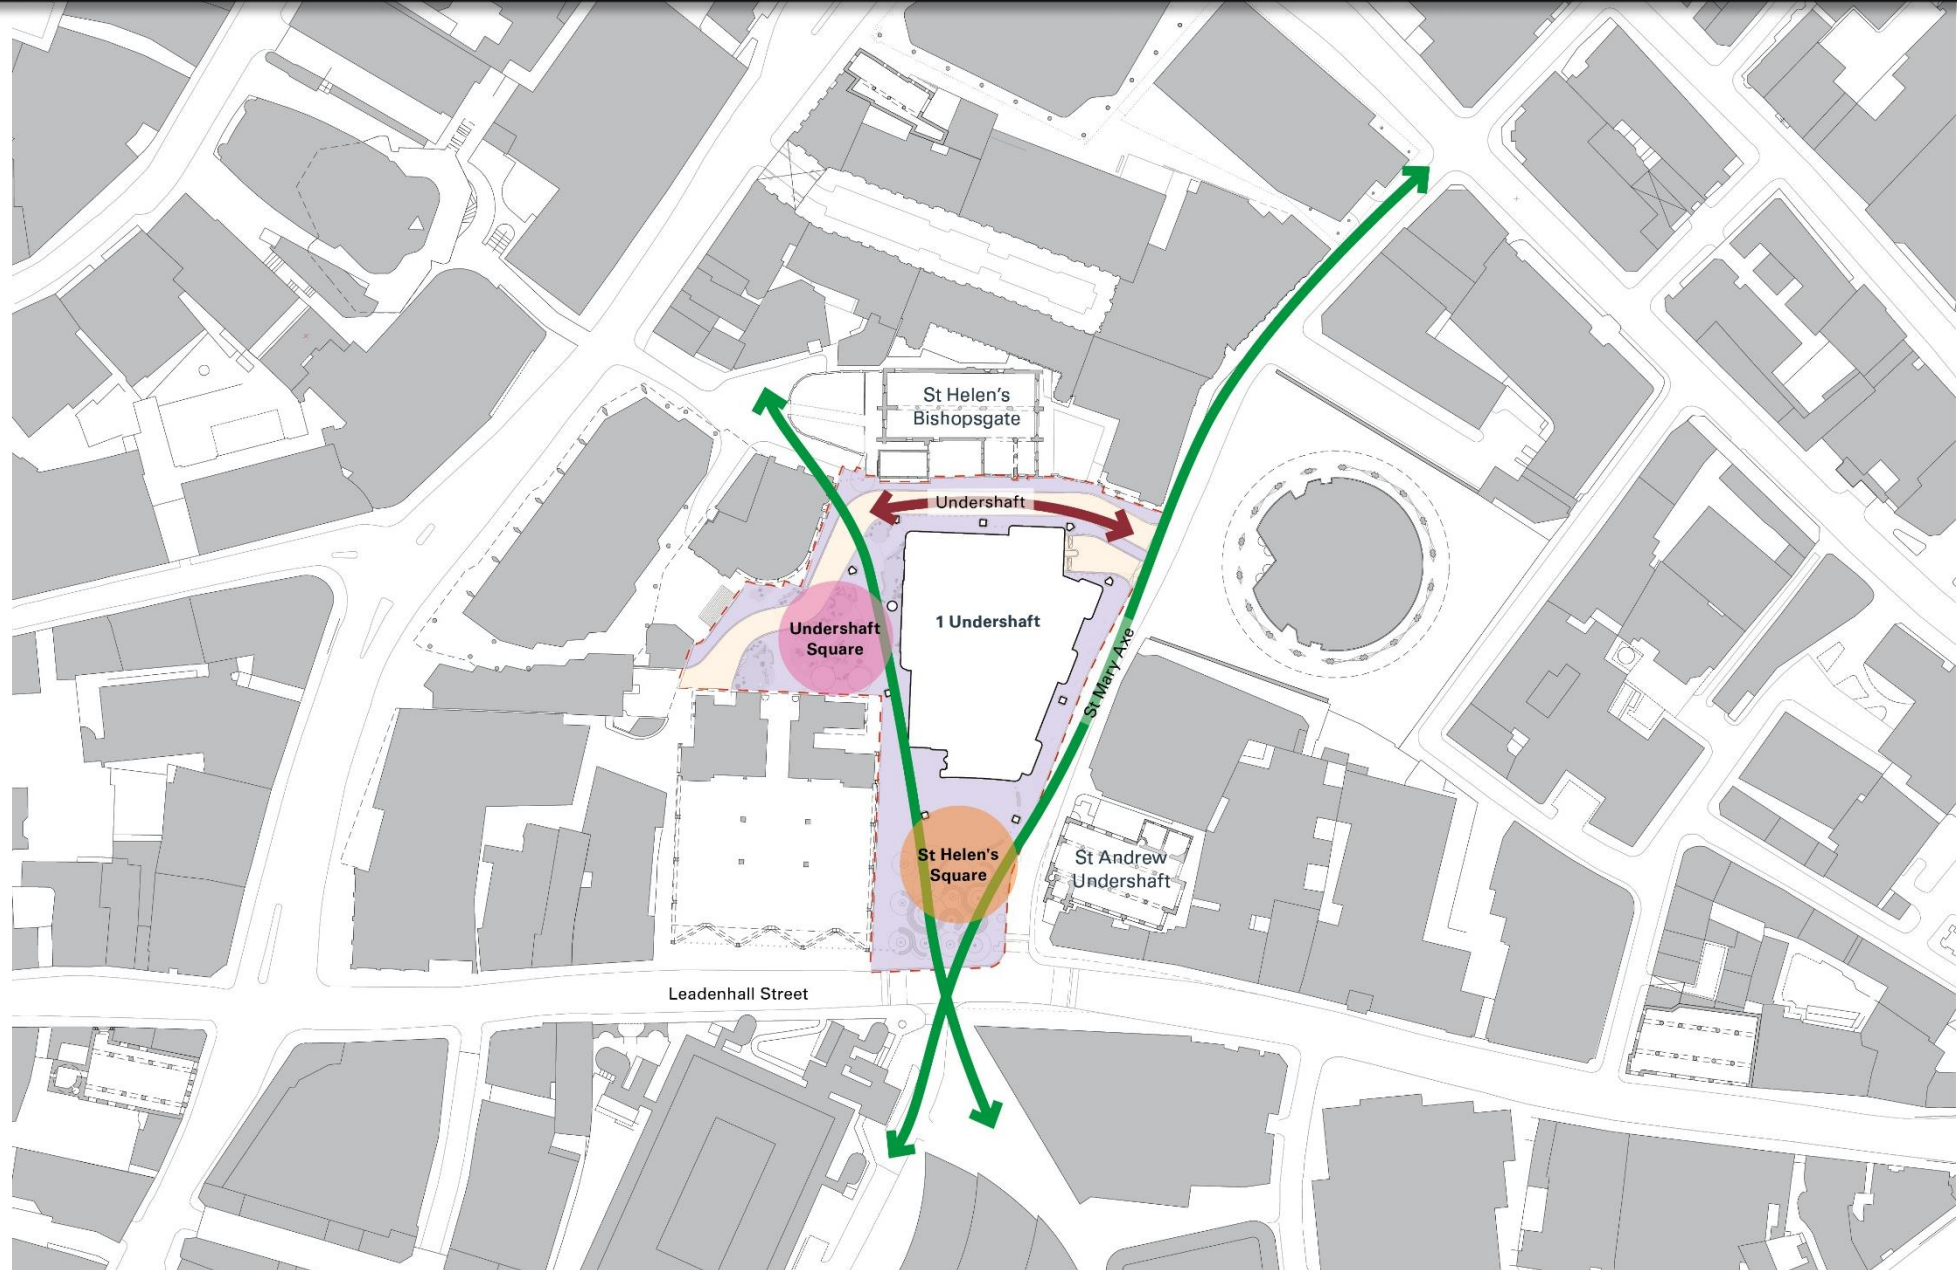 St Helen's
Bishopsgate
Undershaft
1 Undershaft
Undershaft
Square
St Mary Axe
St Helen's
Square
St Andrew
Undershaft
Leadenhall Street